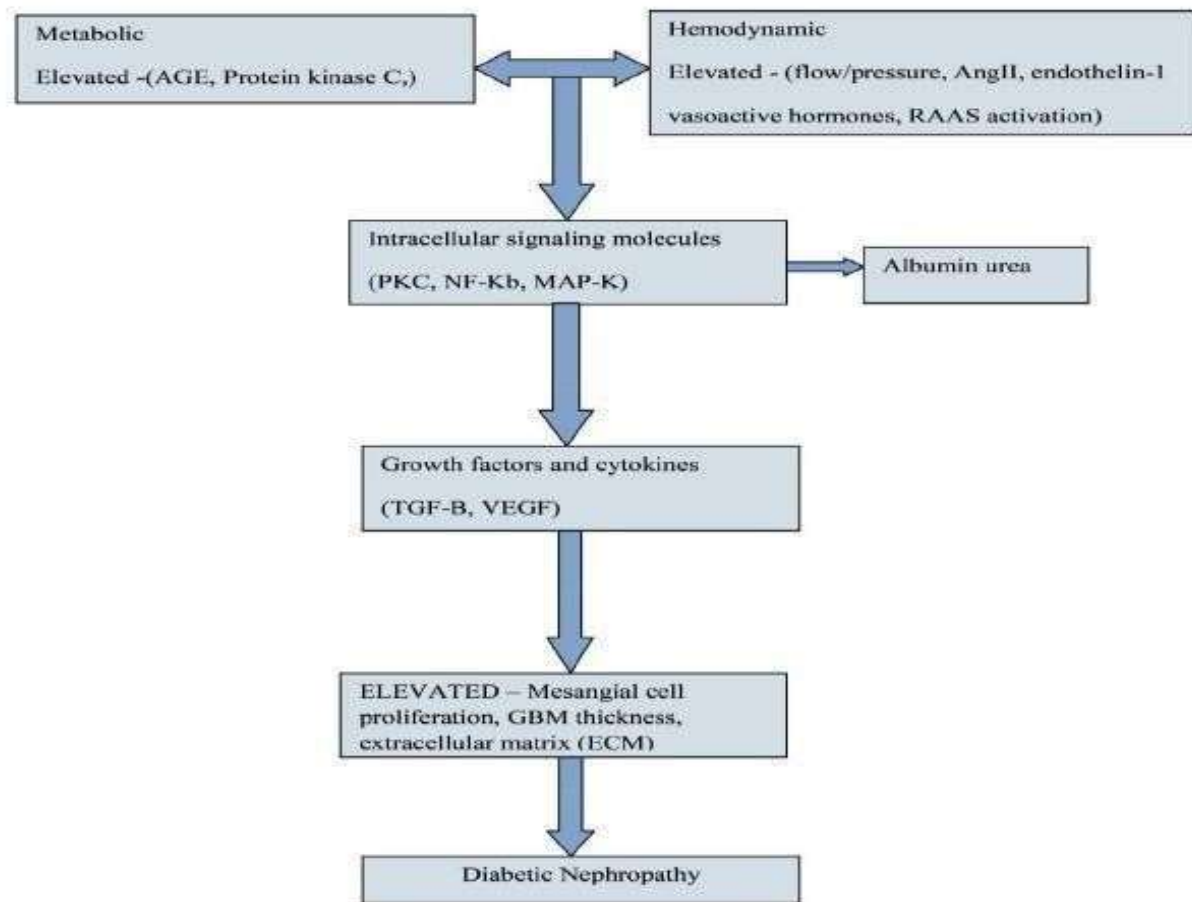 Metabolic
Elevated -(AGE, Protein kinase C,)
Hemodynamic
Elevated - (flow/pressure, AngII, endothelin-1
vasoactive hormones, RAAS activation)
Intracellular signaling molecules
(PKC, NF-Kb, MAP-K)
Albumin urea
Growth factors and cytokines
(TGF-B, VEGF)
ELEVATED – Mesangial cell
proliferation, GBM thickness,
extracellular matrix (ECM)
Diabetic Nephropathy